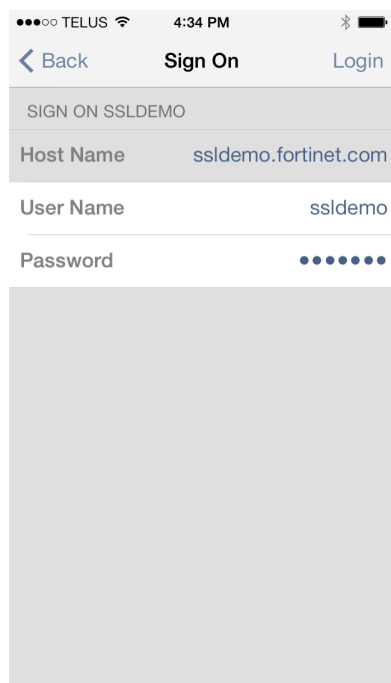 TELUS 4:34 PM
Back Sign On Login
SIGN ON SSLDEMO
Host Name ssldemo.fortinet.com
User Name ssldemo
Password •••••••